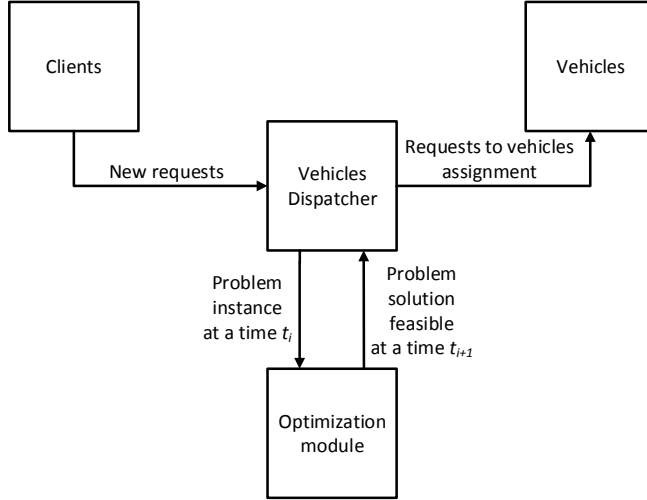 Clients
Vehicles
New requests
Vehicles
Dispatcher
Requests to vehicles
assignment
Problem
instance
at a time tᵢ
Problem
solution
feasible
at a time tᵢ₊₁
Optimization
module